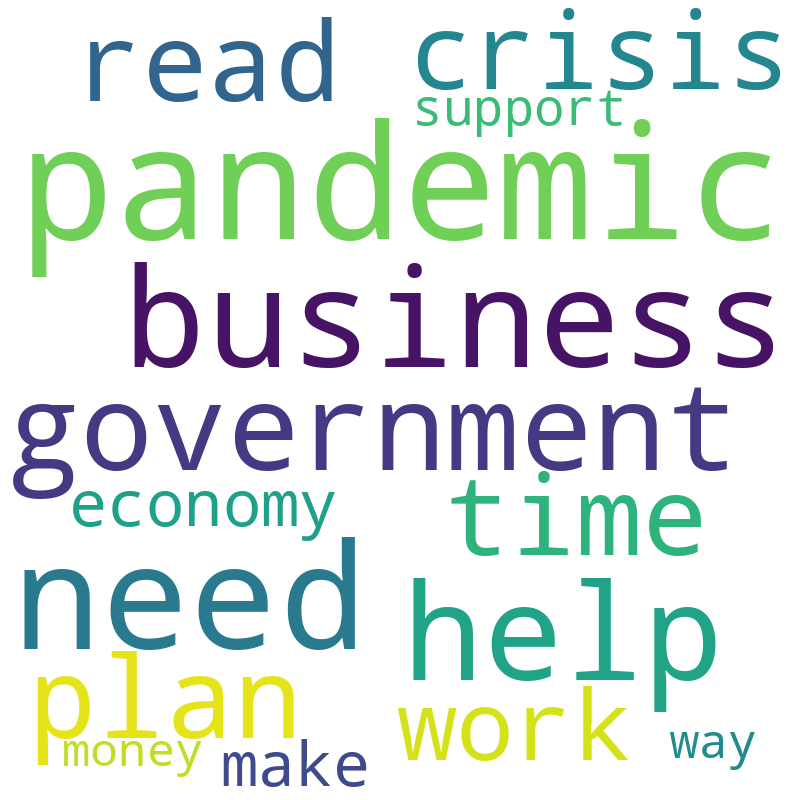 read crisis
support
pandemic
business
government
economy time
need help
plan work
money make way